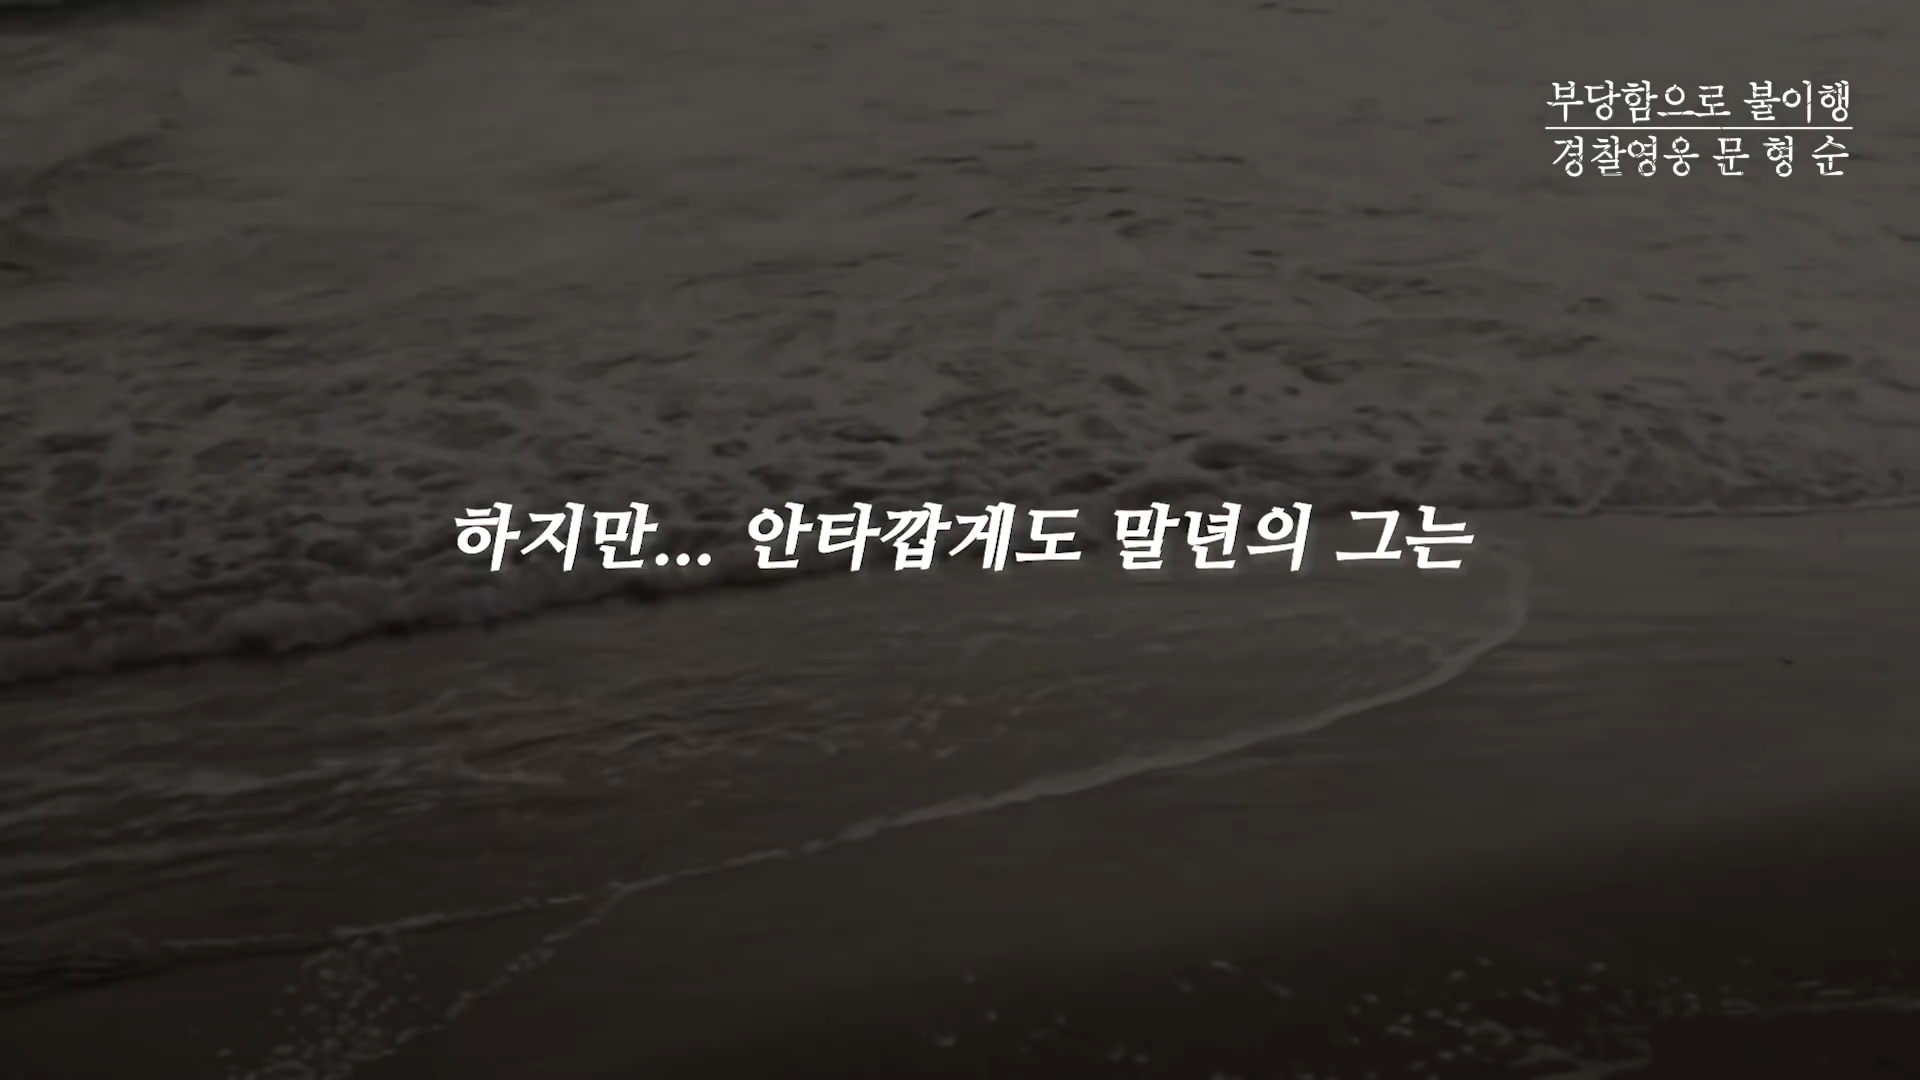 부당함으로 불이행
경찰영웅 문 형 순
하지만... 안타깝게도 말년의 그는